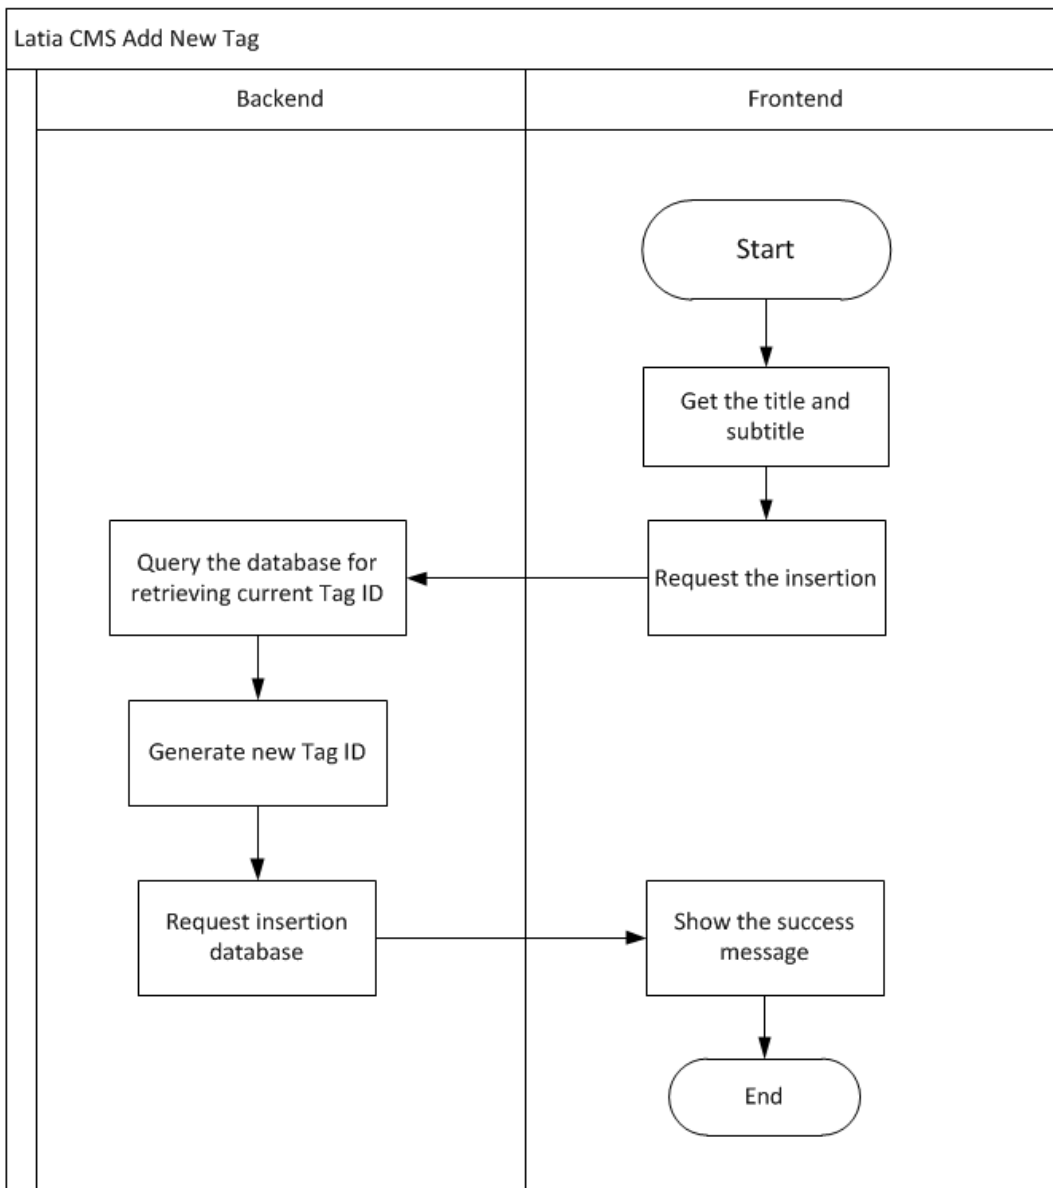 Latia CMS Add New Tag
Backend
Frontend
Start
Get the title and
subtitle
Request the insertion
Query the database for
retrieving current Tag ID
Generate new Tag ID
Request insertion
database
Show the success
message
End